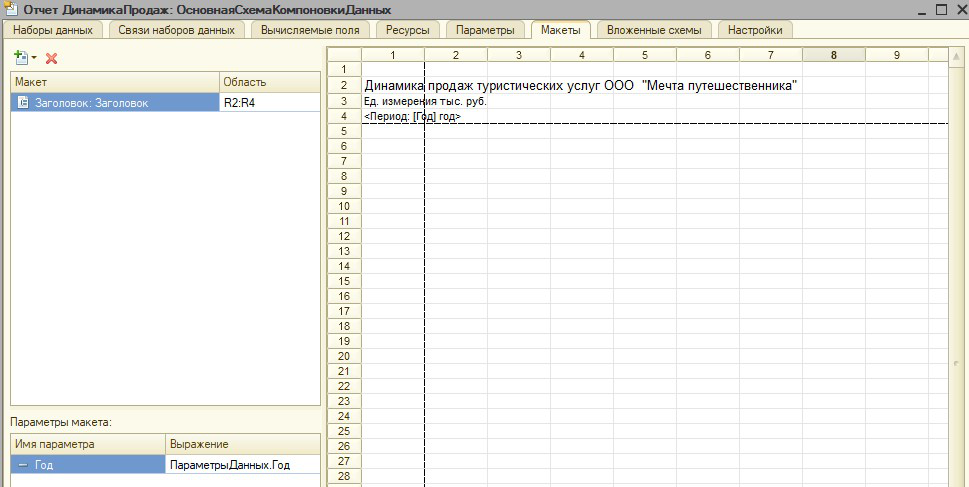 Отчет ДинамикаПродаж: ОсновнаяСхемаКомпоновкиДанных
Наборы данных Связи наборов данных Вычисляемые поля Ресурсы Параметры Макеты Вложенные схемы Настройки
Макет Область
Заголовок: Заголовок R2:R4
Параметры макета:
Имя параметра Выражение
Год ПараметрыДанных.Год
1 2 3 4 5 6 7 8 9
1
2 Динамика продаж туристических услуг ООО "Мечта путешественника"
3 Ед. измерения тыс. руб.
4 <Период: [Год] год>
5
6
7
8
9
10
11
12
13
14
15
16
17
18
19
20
21
22
23
24
25
26
27
28